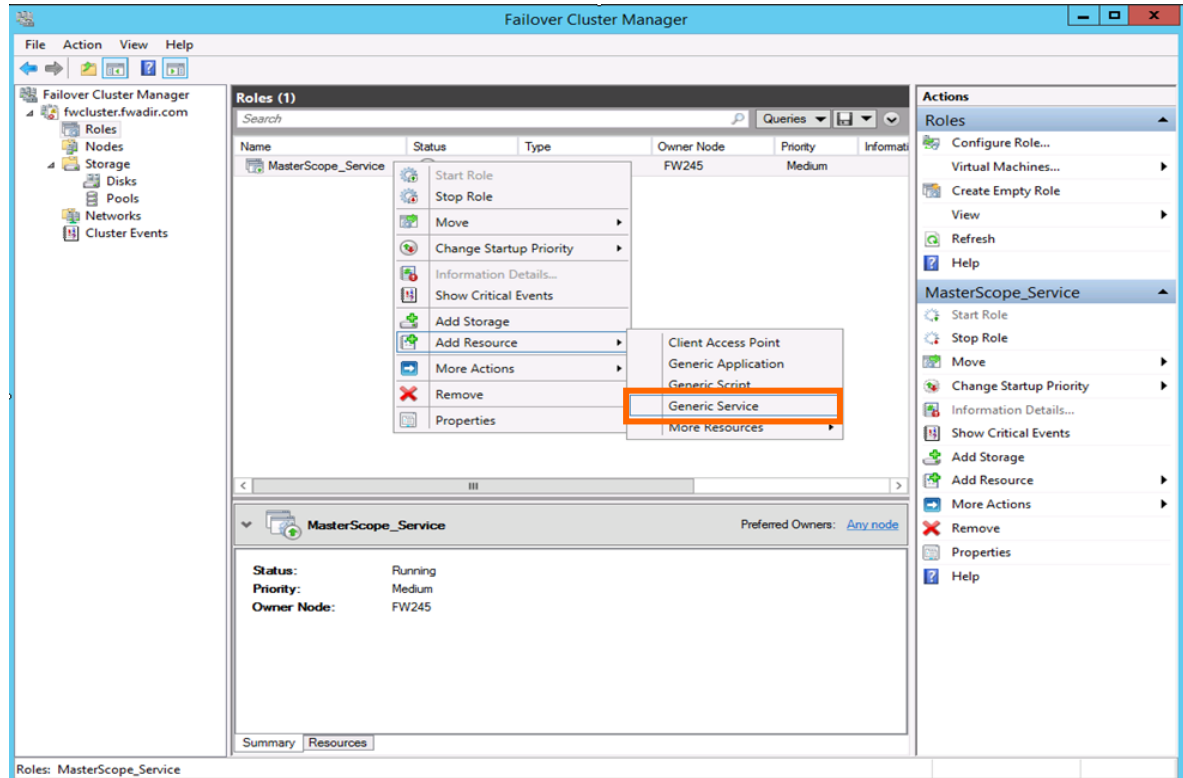 Failover Cluster Manager
File Action View Help
Failover Cluster Manager
fwcluster.fwadir.com
Roles
Nodes
Storage
Disks
Pools
Networks
Cluster Events
Roles (1)
Search
Queries
Name Status Type Owner Node Priority Informati
MasterScope_Service FW245 Medium
Start Role
Stop Role
Move
Change Startup Priority
Information Details...
Show Critical Events
Add Storage
Add Resource
More Actions
Remove
Properties
Client Access Point
Generic Application
Generic Script
Generic Service
More Resources
MasterScope_Service Preferred Owners: Any node
Status: Running
Priority: Medium
Owner Node: FW245
Summary Resources
Actions
Roles
Configure Role...
Virtual Machines...
Create Empty Role
View
Refresh
Help
MasterScope_Service
Start Role
Stop Role
Move
Change Startup Priority
Information Details...
Show Critical Events
Add Storage
Add Resource
More Actions
Remove
Properties
Help
Roles: MasterScope_Service